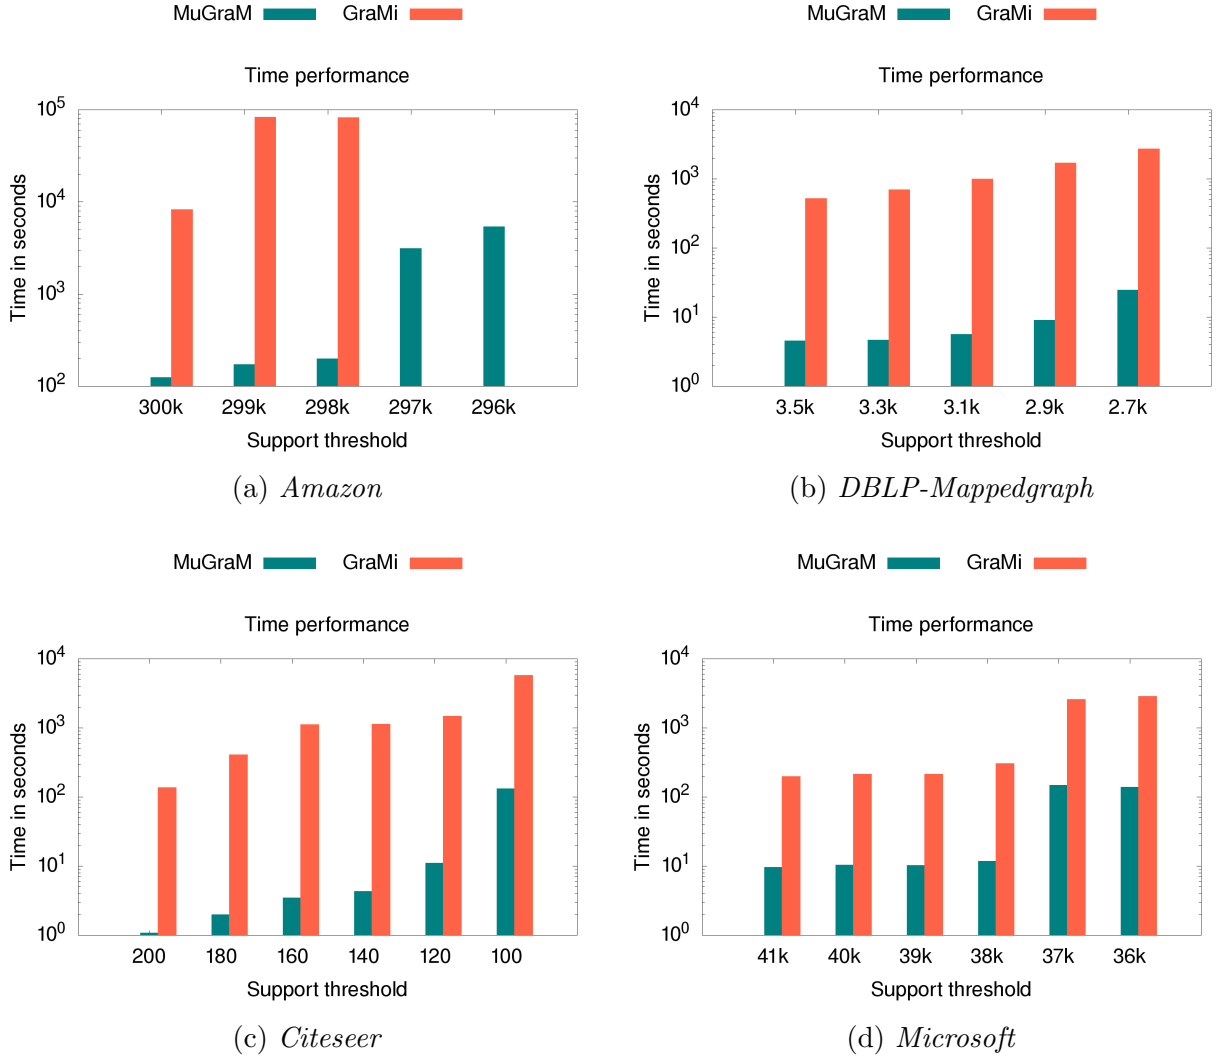 MuGraM GraMi
Time performance
Time in seconds
10^5
10^4
10^3
10^2
300k 299k 298k 297k 296k
Support threshold
(a) Amazon
MuGraM GraMi
Time performance
Time in seconds
10^4
10^3
10^2
10^1
10^0
3.5k 3.3k 3.1k 2.9k 2.7k
Support threshold
(b) DBLP-Mappedgraph
MuGraM GraMi
Time performance
Time in seconds
10^4
10^3
10^2
10^1
10^0
200 180 160 140 120 100
Support threshold
(c) Citeseer
MuGraM GraMi
Time performance
Time in seconds
10^4
10^3
10^2
10^1
10^0
41k 40k 39k 38k 37k 36k
Support threshold
(d) Microsoft